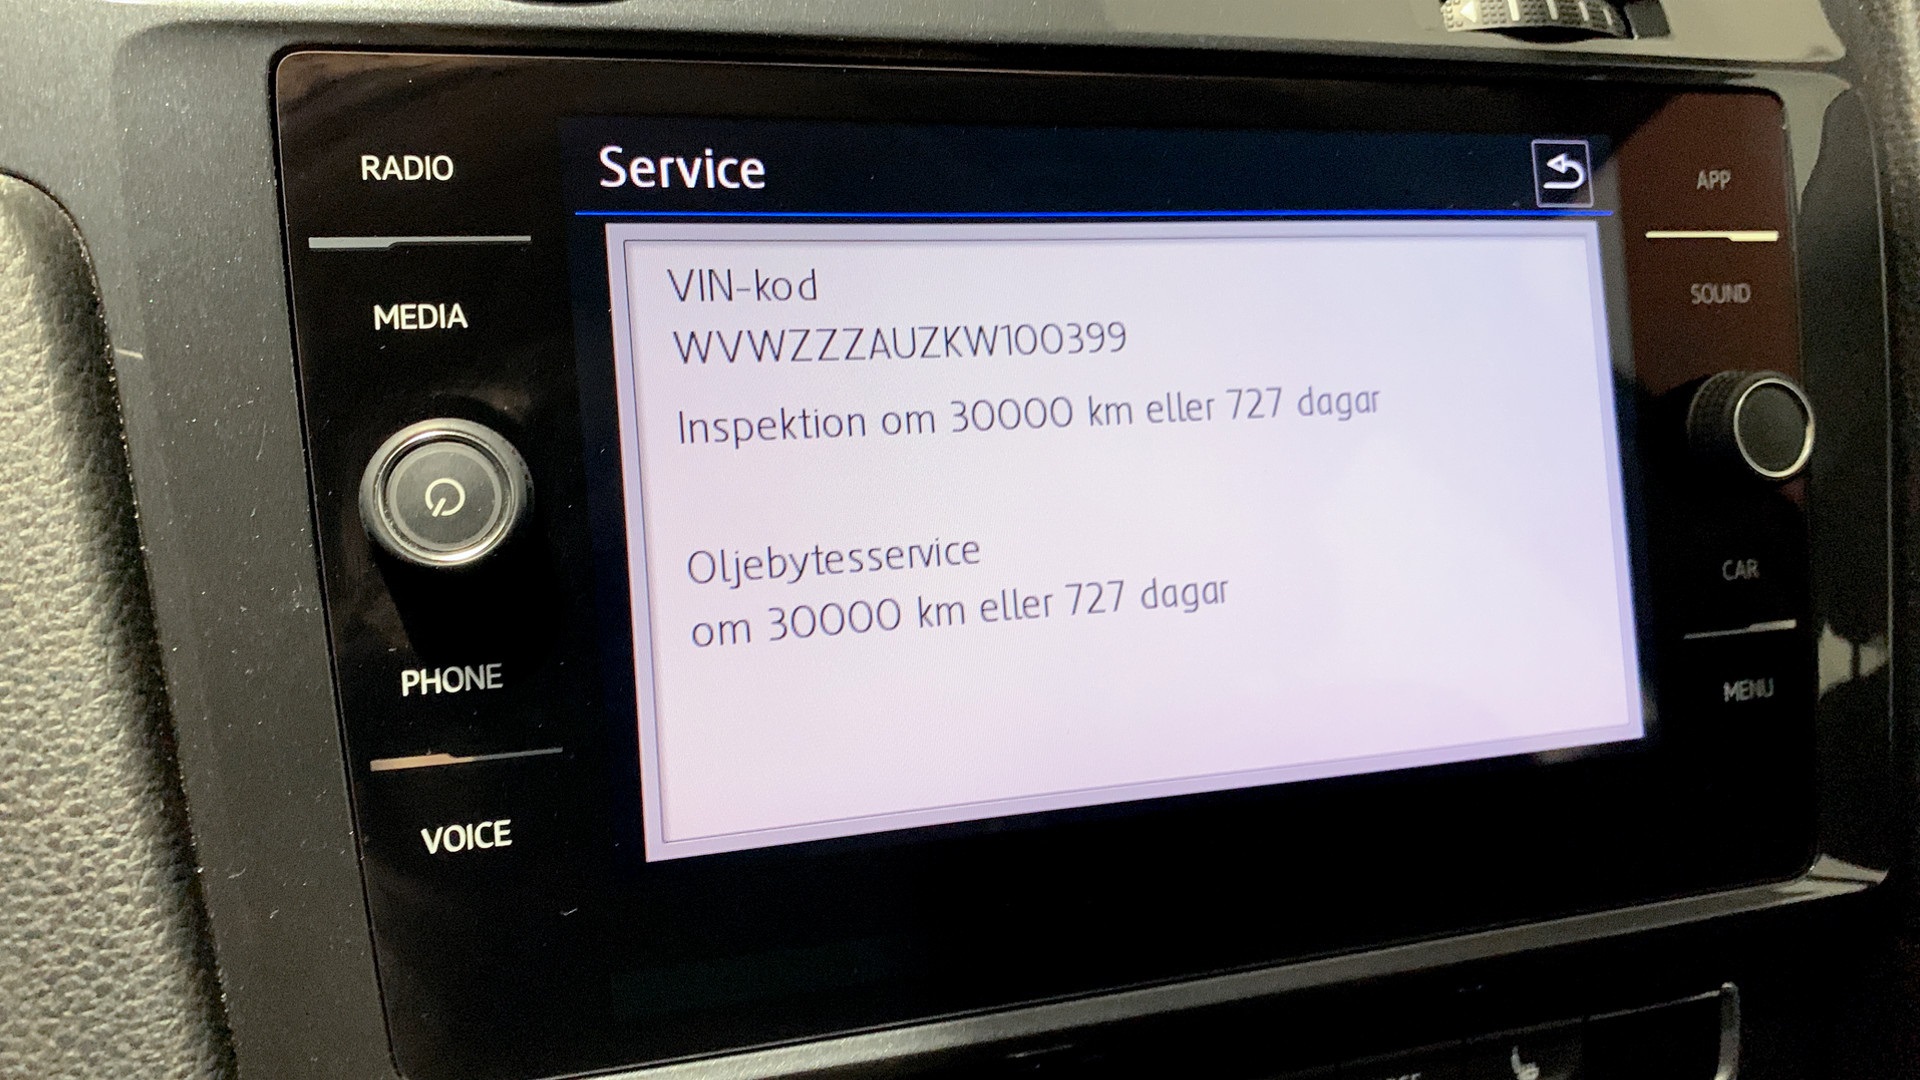 RADIO
MEDIA
PHONE
VOICE
Service
VIN-kod
WVWZZZAUZKW100399
Inspektion om 30000 km eller 727 dagar
Oljebytesservice
om 30000 km eller 727 dagar
APP
SOUND
CAR
MENU